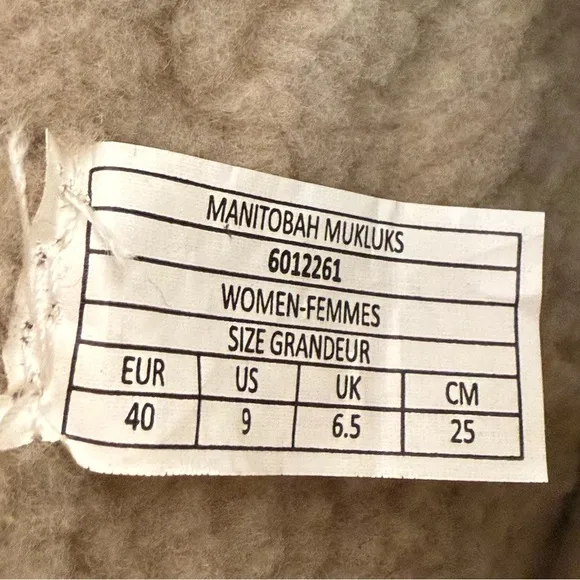 MANITOBAH MUKLUKS
6012261
WOMEN-FEMMES
SIZE GRANDEUR
EUR US UK CM
40 9 6.5 25